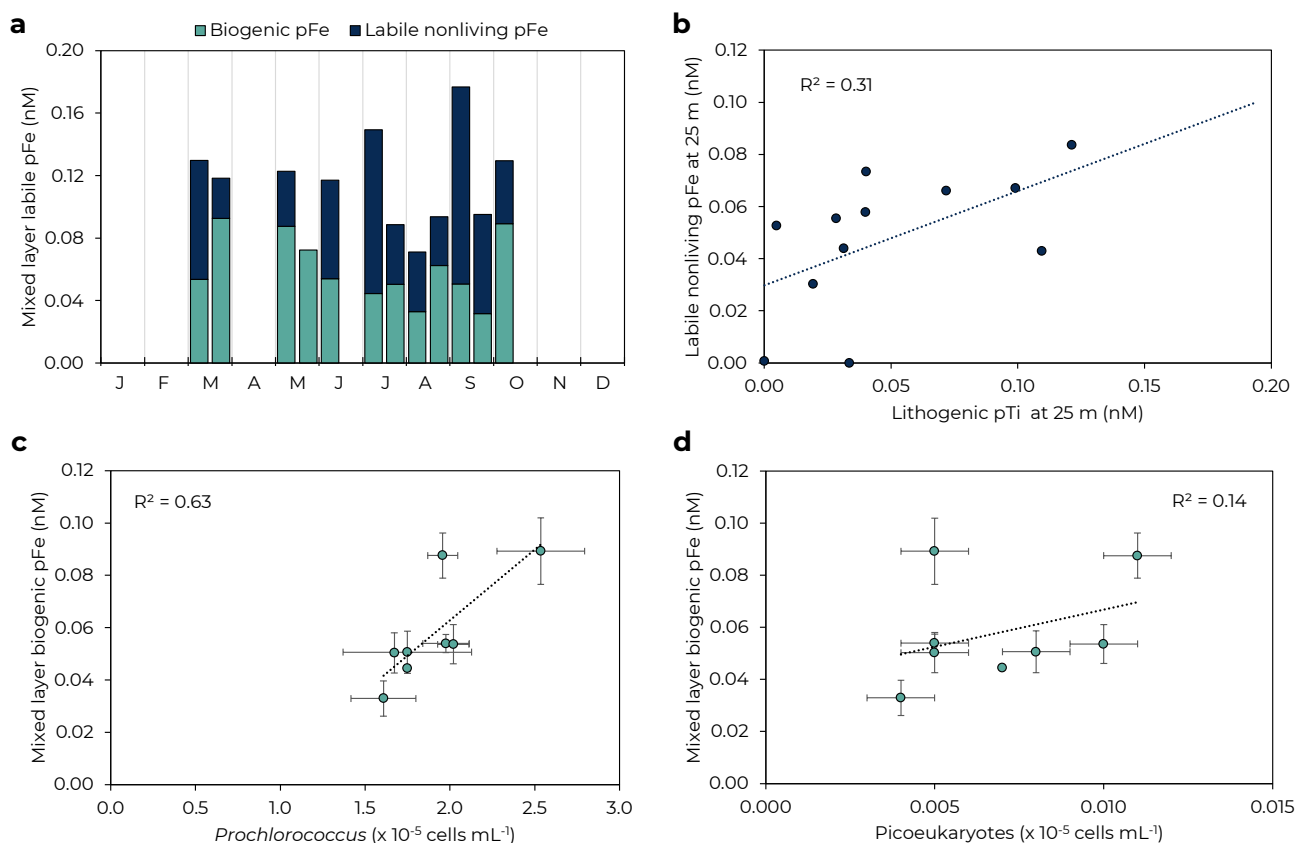 a
Biogenic pFe
Labile nonliving pFe
Mixed layer labile pFe (nM)
0.20
0.16
0.12
0.08
0.04
0.00
J F M A M J J A S O N D
b
R² = 0.31
Labile nonliving pFe at 25 m (nM)
0.12
0.10
0.08
0.06
0.04
0.02
0.00
0.00 0.05 0.10 0.15 0.20
Lithogenic pTi at 25 m (nM)
c
R² = 0.63
Mixed layer biogenic pFe (nM)
0.12
0.10
0.08
0.06
0.04
0.02
0.00
0.0 0.5 1.0 1.5 2.0 2.5 3.0
Prochlorococcus (x 10⁻⁵ cells mL⁻¹)
d
R² = 0.14
Mixed layer biogenic pFe (nM)
0.12
0.10
0.08
0.06
0.04
0.02
0.00
0.000 0.005 0.010 0.015
Picoeukaryotes (x 10⁻⁵ cells mL⁻¹)